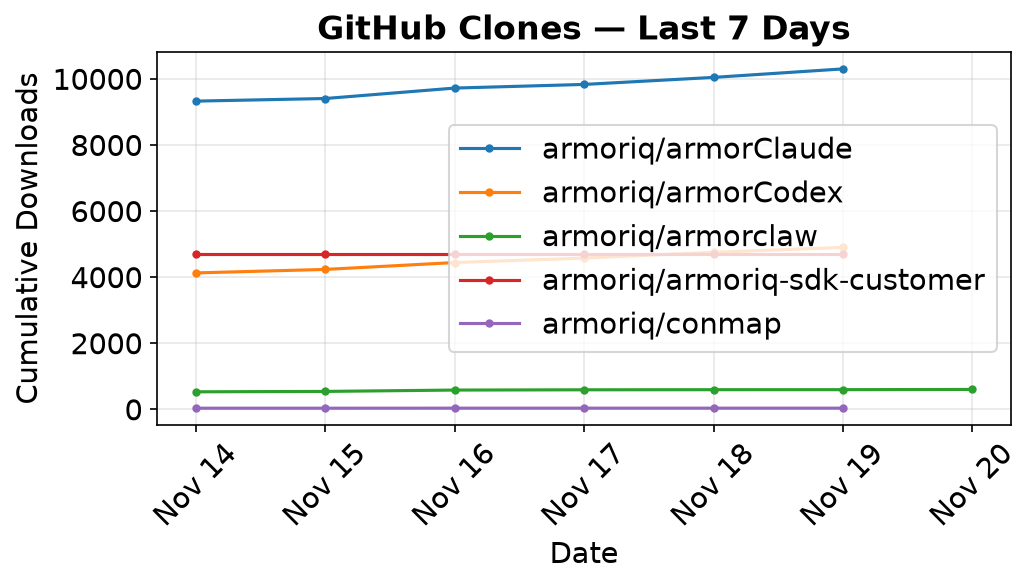 GitHub Clones — Last 7 Days
Cumulative Downloads
10000
8000
6000
4000
2000
0
armoriq/armorClaude
armoriq/armorCodex
armoriq/armorclaw
armoriq/armoriq-sdk-customer
armoriq/conmap
Nov 14
Nov 15
Nov 16
Nov 17
Nov 18
Nov 19
Nov 20
Date